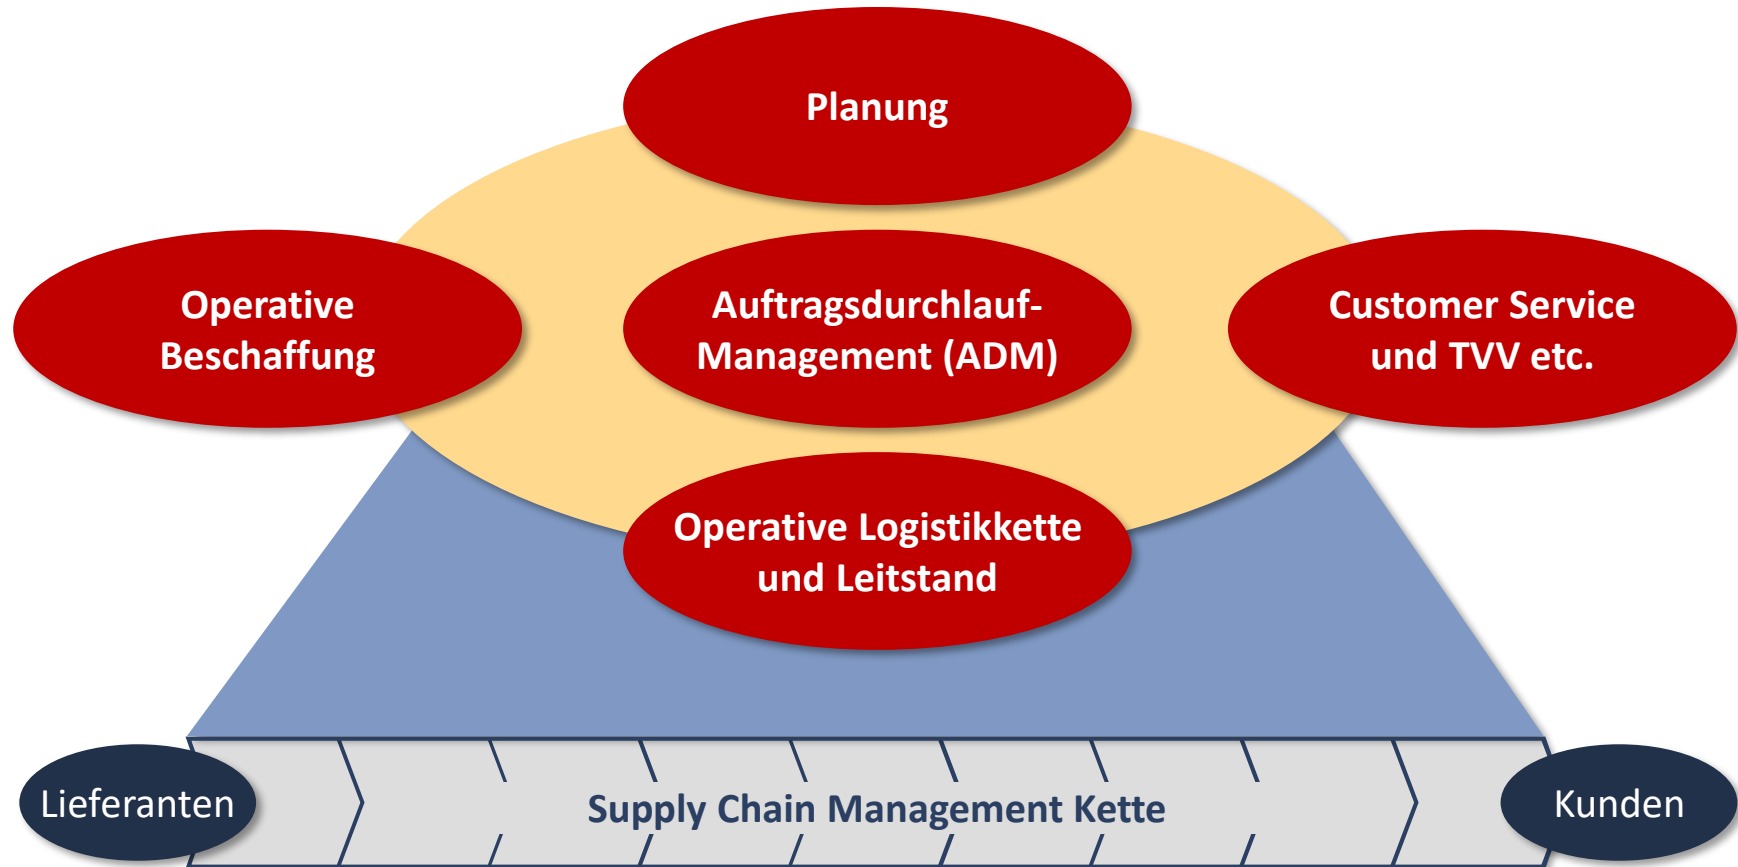 Planung
Operative
Beschaffung
Auftragsdurchlauf-
Management (ADM)
Customer Service
und TVV etc.
Operative Logistikkette
und Leitstand
Lieferanten
Supply Chain Management Kette
Kunden